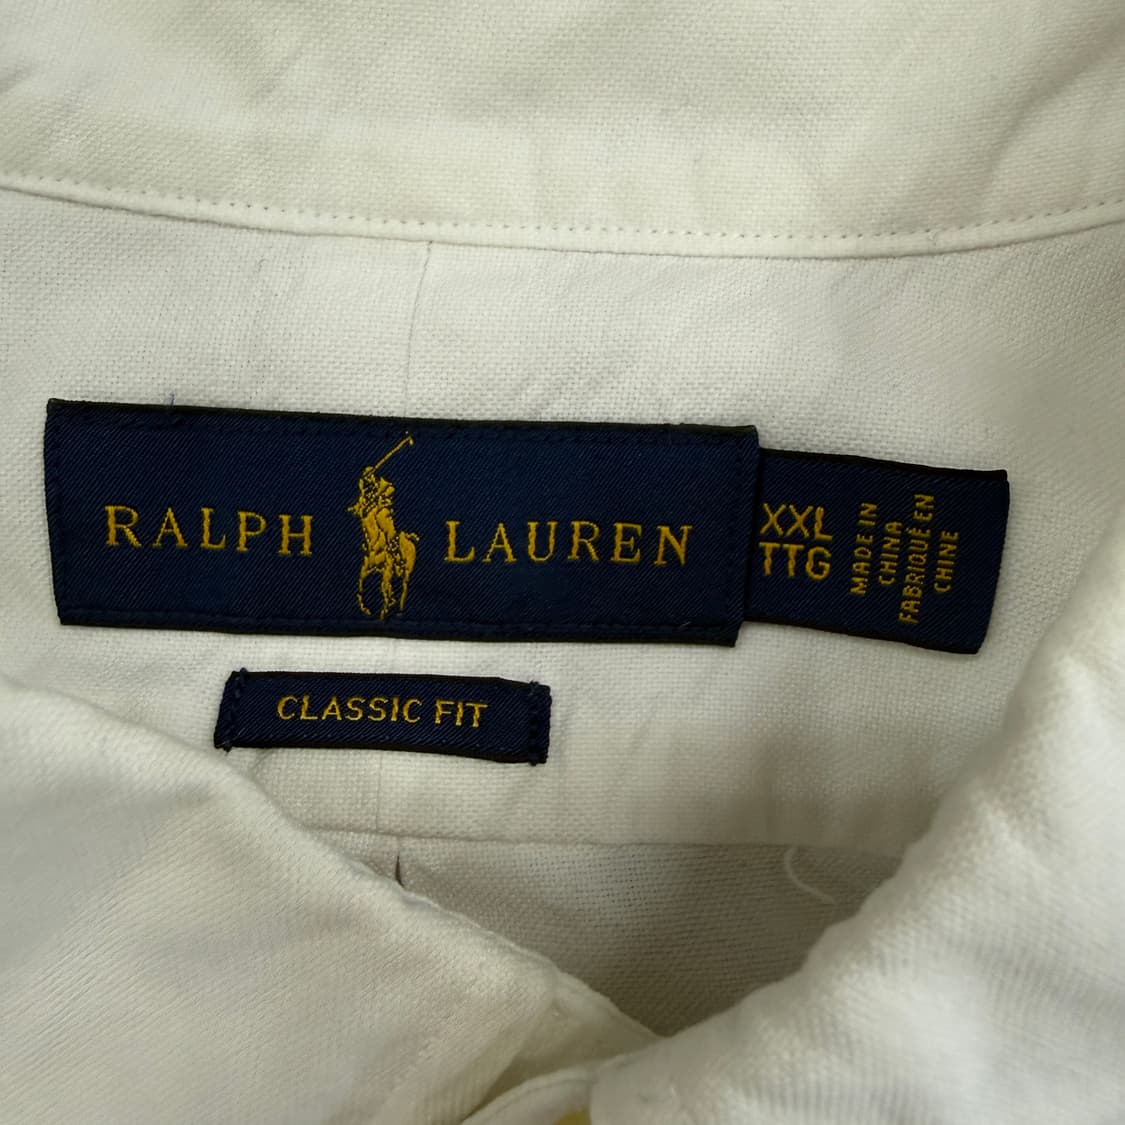 RALPH LAUREN
XXL
TTG
MADE IN
CHINA
FABRIQUÉ EN
CHINE
CLASSIC FIT